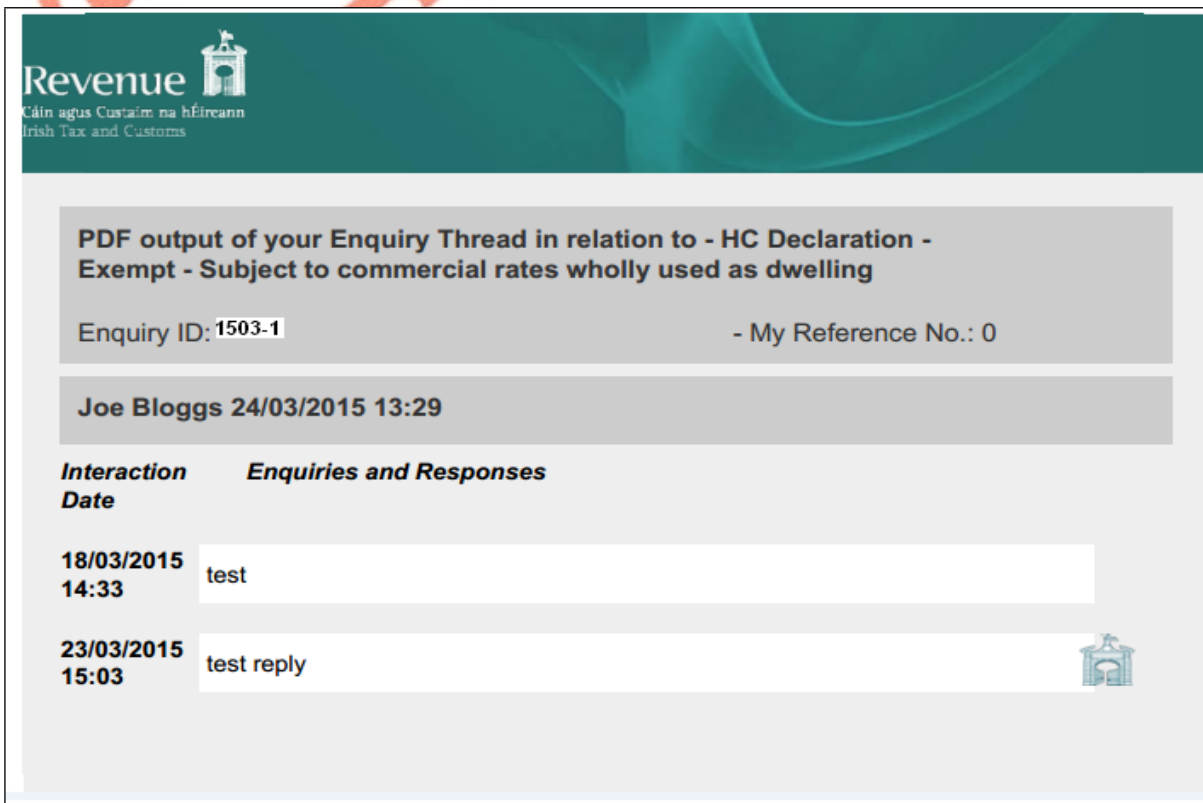 Revenue
Cáin agus Custaim na hÉireann
Irish Tax and Customs
PDF output of your Enquiry Thread in relation to - HC Declaration -
Exempt - Subject to commercial rates wholly used as dwelling
Enquiry ID: 1503-1 - My Reference No.: 0
Joe Bloggs 24/03/2015 13:29
Interaction Enquiries and Responses
Date
18/03/2015
14:33
test
23/03/2015
15:03
test reply